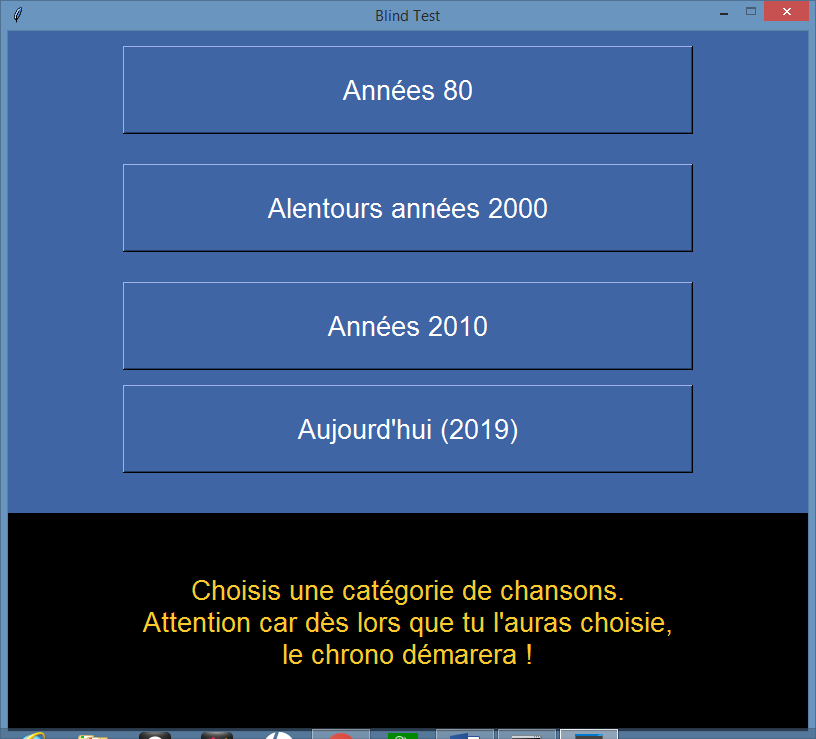 Blind Test
Années 80
Alentours années 2000
Années 2010
Aujourd'hui (2019)
Choisis une catégorie de chansons.
Attention car dès lors que tu l'auras choisie,
le chrono démarera !